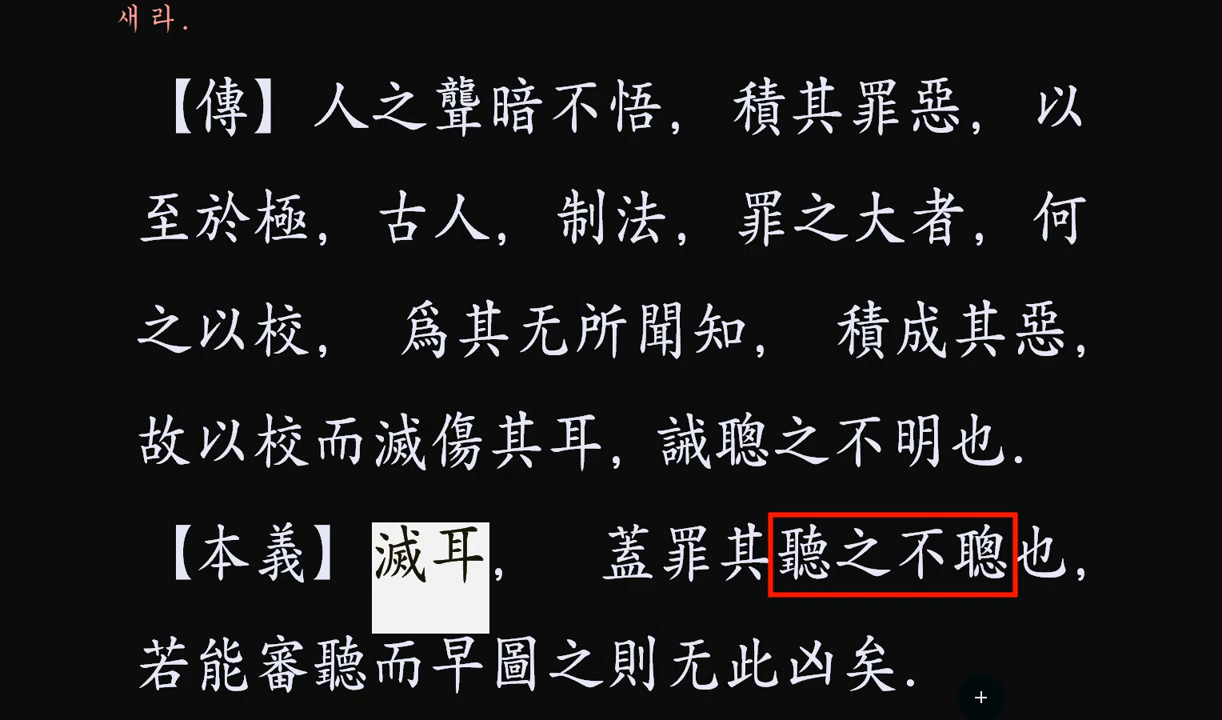 새라.
【傳】人之聾暗不悟, 積其罪惡, 以
至於極, 古人, 制法, 罪之大者, 何
之以校, 爲其无所聞知, 積成其惡,
故以校而滅傷其耳, 誡聰之不明也.
【本義】滅耳, 蓋罪其聽之不聰也,
若能審聽而早圖之則无此凶矣.